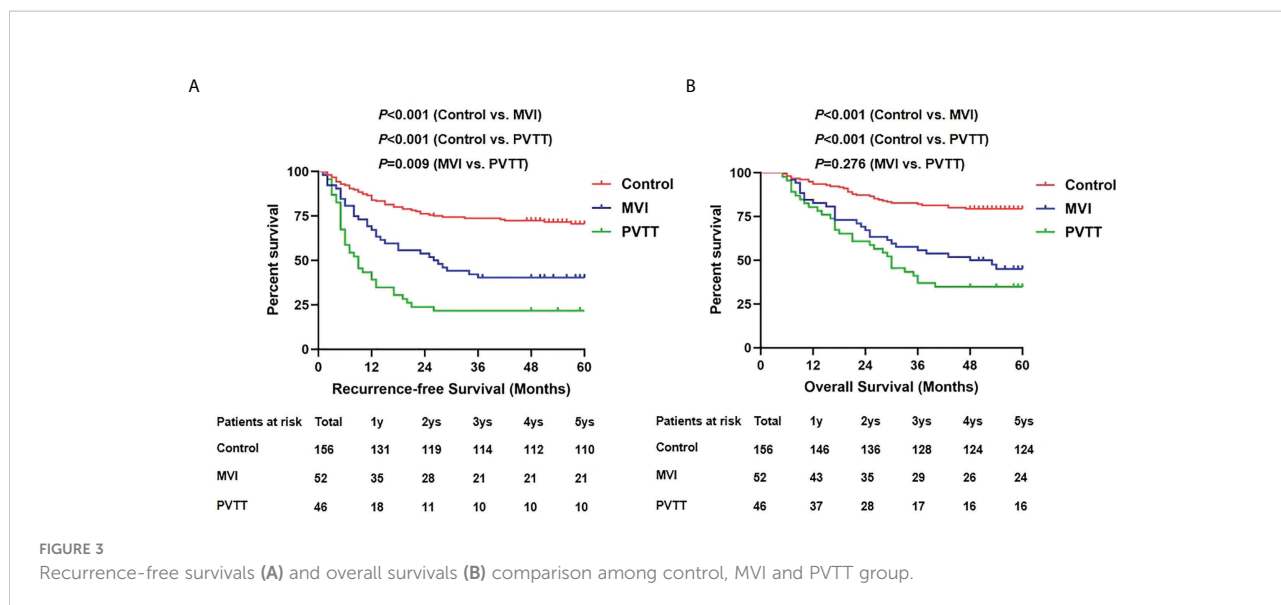 A
P<0.001 (Control vs. MVI)
P<0.001 (Control vs. PVTT)
P=0.009 (MVI vs. PVTT)
100
75
50
25
0
Percent survival
Control
MVI
PVTT
0 12 24 36 48 60
Recurrence-free Survival (Months)
Patients at risk Total 1y 2ys 3ys 4ys 5ys
Control 156 131 119 114 112 110
MVI 52 35 28 21 21 21
PVTT 46 18 11 10 10 10
B
P<0.001 (Control vs. MVI)
P<0.001 (Control vs. PVTT)
P=0.276 (MVI vs. PVTT)
100
75
50
25
0
Percent survival
Control
MVI
PVTT
0 12 24 36 48 60
Overall Survival (Months)
Patients at risk Total 1y 2ys 3ys 4ys 5ys
Control 156 146 136 128 124 124
MVI 52 43 35 29 26 24
PVTT 46 37 28 17 16 16
FIGURE 3
Recurrence-free survivals (A) and overall survivals (B) comparison among control, MVI and PVTT group.